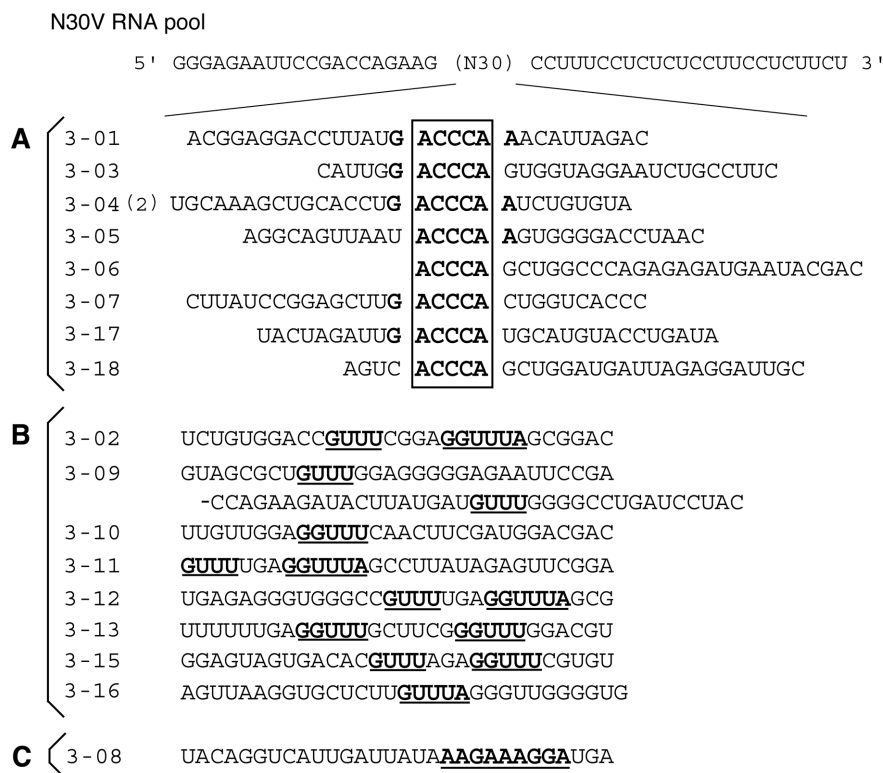 N30V RNA pool
5' GGGAGAAUUCCGACCAGAAG (N30) CCUUUCCUCUCUCCUUCCUCUUCU 3'
A
3-01 ACGGAGGACCUUAUG ACCCA AACAUUAGAC
3-03 CAUUGG ACCCA GUGGUAGGAAUCUGCCUUC
3-04 (2) UGCAAAGCUGCACCUG ACCCA AUCUGUGUA
3-05 AGGCAGUUAAU ACCCA AGUGGGGACCUAAC
3-06 ACCCA GCUGGCCCAGAGAGAUGAAUACGAC
3-07 CUUAUCCGGAGCUUG ACCCA CUGGUCACCC
3-17 UACUAGAUUG ACCCA UGCAUGUACCUGAUA
3-18 AGUC ACCCA GCUGGAUGAUUAGAGGAUUGC
B
3-02 UCUGUGGACCGUUUCGGAGGUUUAGCGGAC
3-09 GUAGCGCUGUUUGGAGGGGGAGAAUUCCGA
-CCAGAAGAUACUUAUGAUGUUUGGGGCCUGAUCCUAC
3-10 UUGUUGGAGGUUUCAACUUCGAUGGACGAC
3-11 GUUUUGAGGUUUAGCCUUAUAGAGUUCGGA
3-12 UGAGAGGGUGGGCCGUUUUGAGGUUUAGCG
3-13 UUUUUUGAGGUUUGCUUCGGGUUUGGACGU
3-15 GGAGUAGUGACACGUUUAGAGGUUUCGUGU
3-16 AGUUAAGGUGCUCUUGUUUAGGGUUGGGGUG
C
3-08 UACAGGUCAUUGAUUAUAAAGAAAGGAUGA